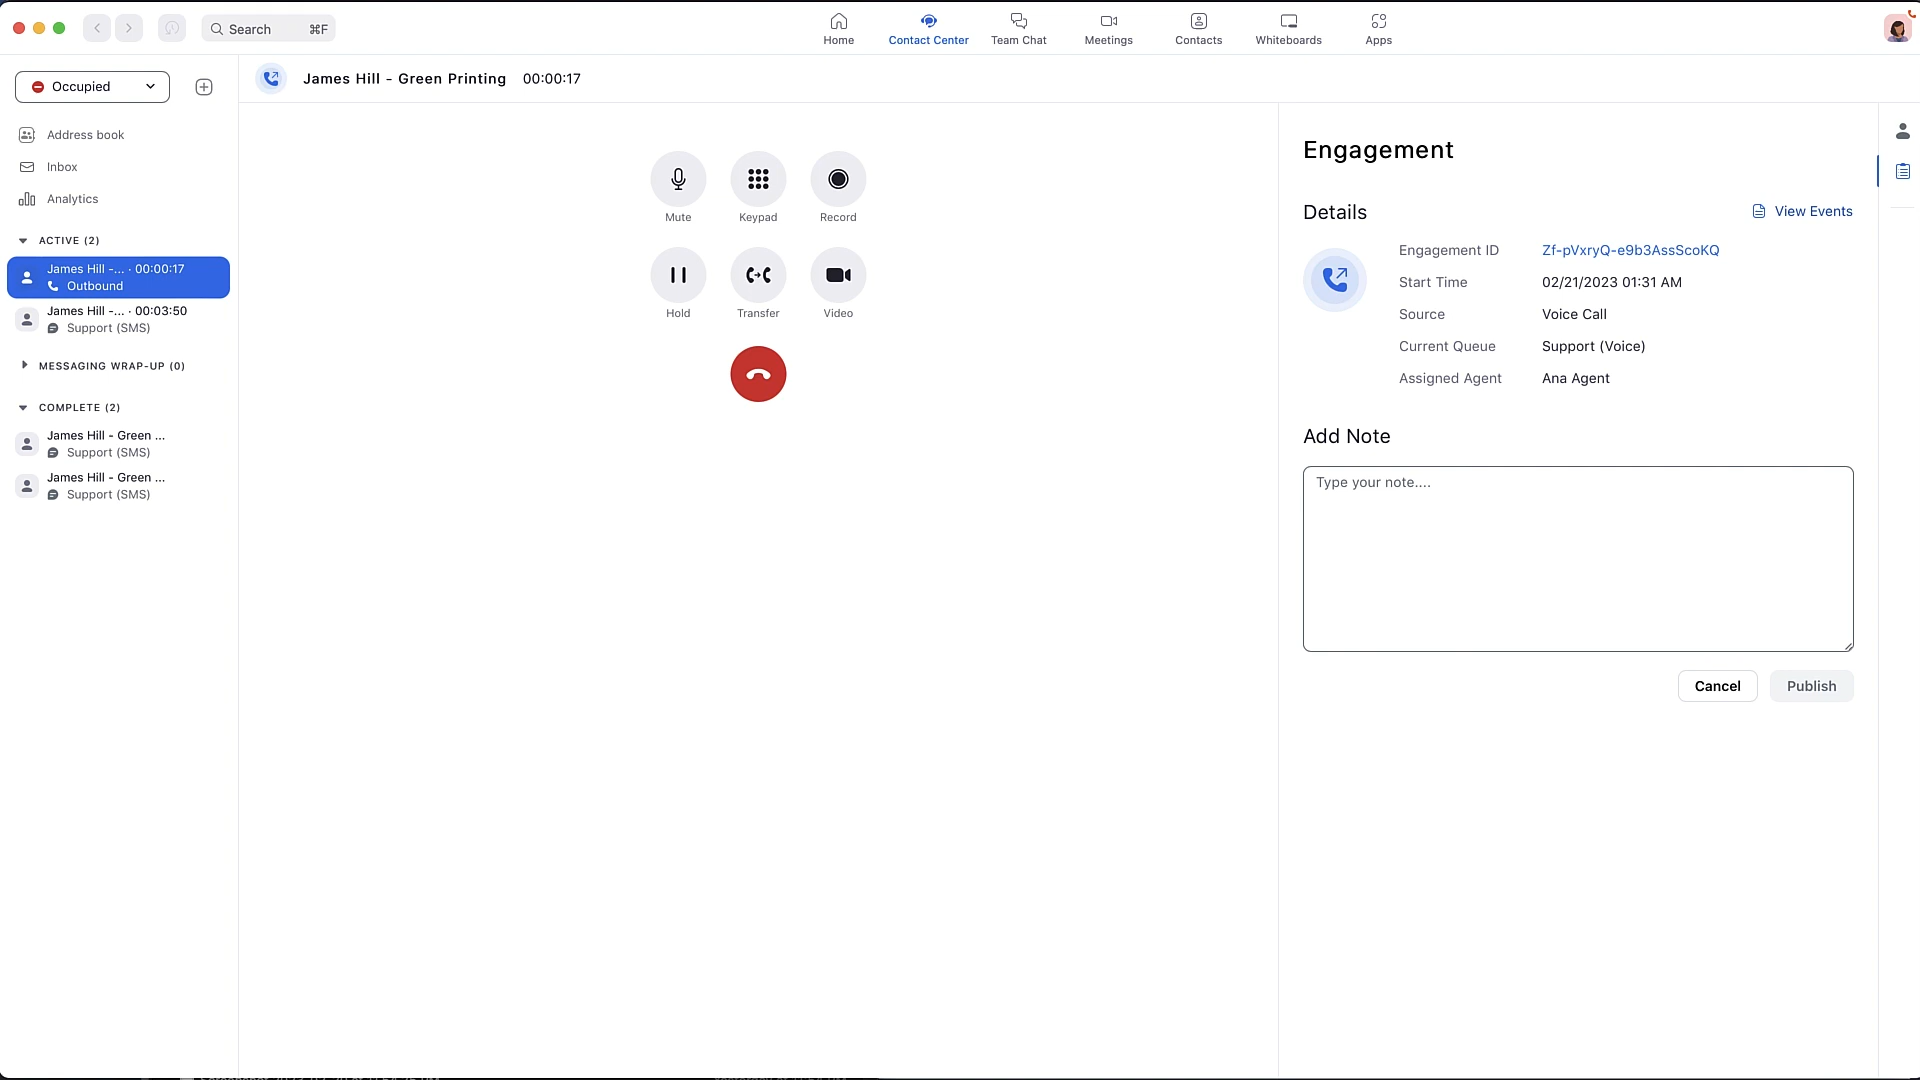 Search ⌘F
Home
Contact Center
Team Chat
Meetings
Contacts
Whiteboards
Apps
Occupied
James Hill - Green Printing 00:00:17
Address book
Inbox
Analytics
ACTIVE (2)
James Hill -... · 00:00:17
Outbound
James Hill -... · 00:03:50
Support (SMS)
MESSAGING WRAP-UP (0)
COMPLETE (2)
James Hill - Green ...
Support (SMS)
James Hill - Green ...
Support (SMS)
Mute
Keypad
Record
Hold
Transfer
Video
Engagement
Details
View Events
Engagement ID Zf-pVxryQ-e9b3AssScoKQ
Start Time 02/21/2023 01:31 AM
Source Voice Call
Current Queue Support (Voice)
Assigned Agent Ana Agent
Add Note
Type your note....
Cancel
Publish